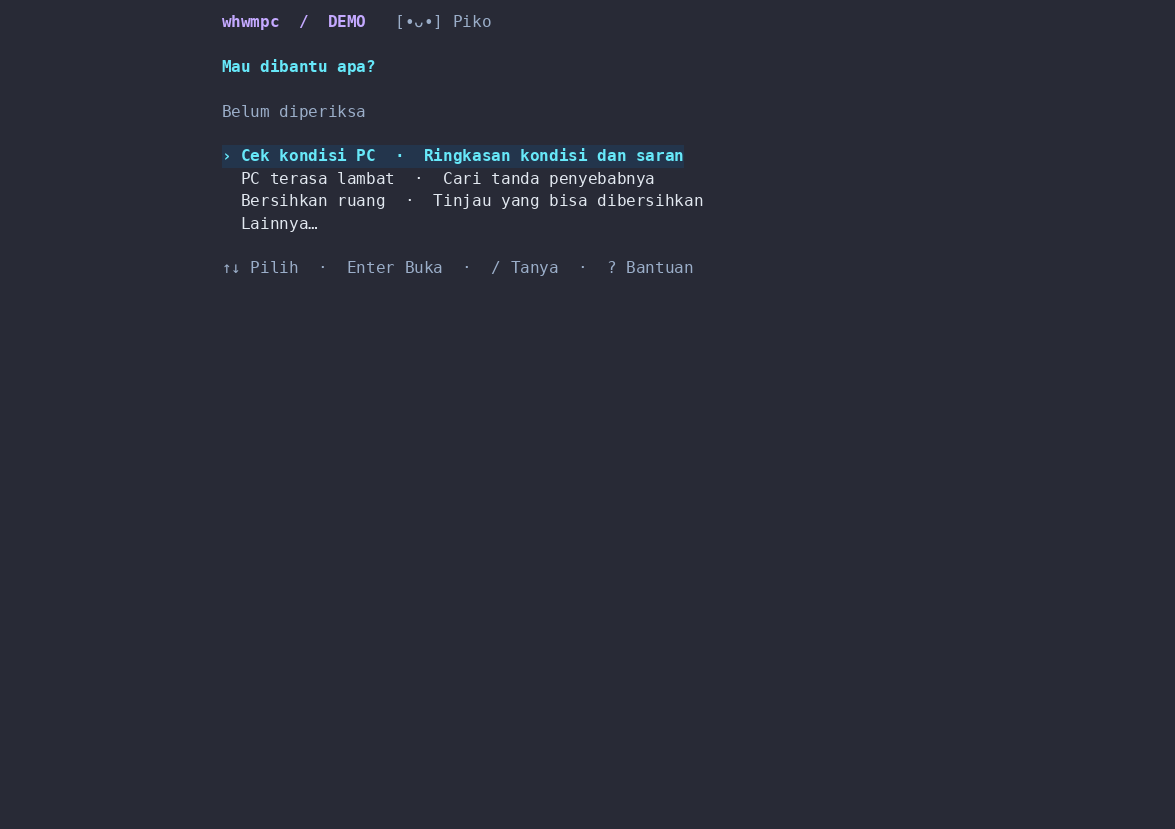 whwmpc / DEMO [•ᴗ•] Piko
Mau dibantu apa?
Belum diperiksa
› Cek kondisi PC · Ringkasan kondisi dan saran
PC terasa lambat · Cari tanda penyebabnya
Bersihkan ruang · Tinjau yang bisa dibersihkan
Lainnya…
↑↓ Pilih · Enter Buka · / Tanya · ? Bantuan